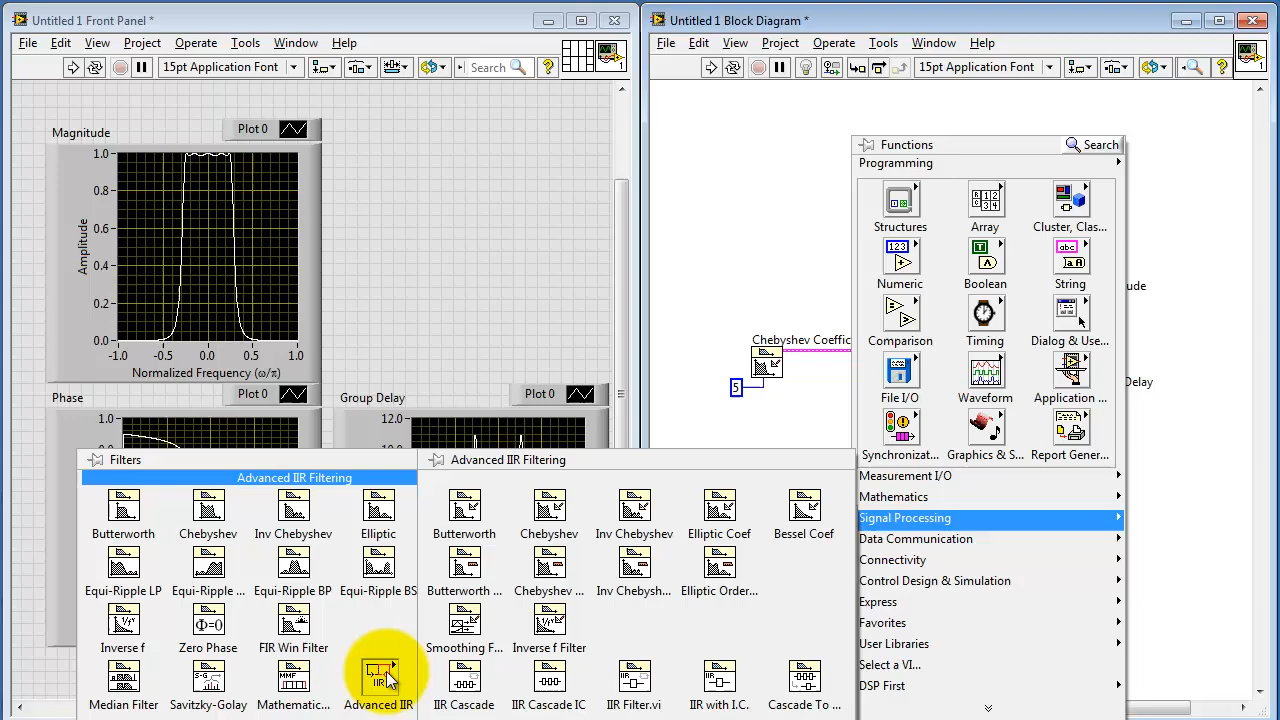 Untitled 1 Front Panel *
File Edit View Project Operate Tools Window Help
15pt Application Font
Search
1
Magnitude
Plot 0
1.0
0.8
0.6
0.4
0.2
0.0
Amplitude
-1.0 -0.5 0.0 0.5 1.0
Normalized Frequency (ω/π)
Phase
Plot 0
1.0
Group Delay
Plot 0
12.0
Untitled 1 Block Diagram *
File Edit View Project Operate Tools Window Help
15pt Application Font
1
Chebyshev Coeffic
5
Functions
Search
Programming
Structures Array Cluster, Clas...
Numeric Boolean String
Comparison Timing Dialog & Use...
File I/O Waveform Application ...
Synchronizat... Graphics & S... Report Gener...
Measurement I/O
Mathematics
Signal Processing
Data Communication
Connectivity
Control Design & Simulation
Express
Favorites
User Libraries
Select a VI...
DSP First
ude
Delay
Filters
Advanced IIR Filtering
Butterworth Chebyshev Inv Chebyshev Elliptic
Equi-Ripple LP Equi-Ripple ... Equi-Ripple BP Equi-Ripple BS
Inverse f Zero Phase FIR Win Filter
Median Filter Savitzky-Golay Mathematic... Advanced IIR
Advanced IIR Filtering
Butterworth Chebyshev Inv Chebyshev Elliptic Coef Bessel Coef
Butterworth ... Chebyshev ... Inv Chebysh... Elliptic Order...
Smoothing F... Inverse f Filter
IIR Cascade IIR Cascade IC IIR Filter.vi IIR with I.C. Cascade To ...